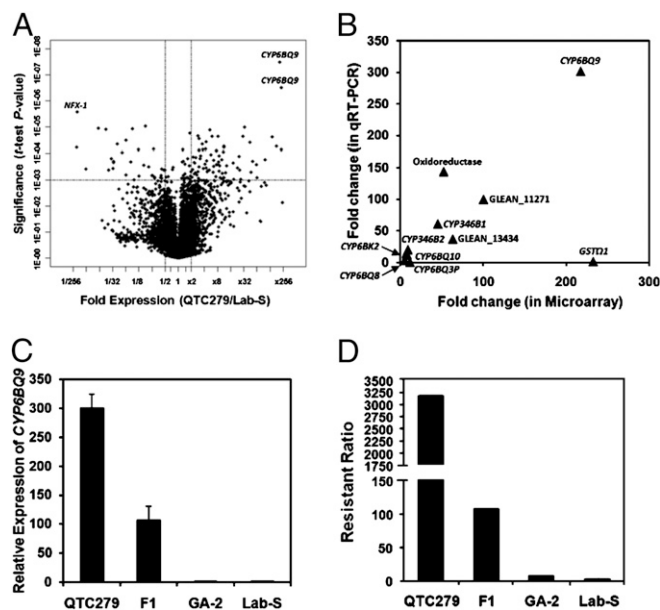 A
Significance (t-test P-value)
1E-08
1E-07
1E-06
1E-05
1E-04
1E-03
1E-02
1E-01
1E-00
CYP6BQ9
CYP6BQ9
NFX-1
1/256
1/32
1/8
1/2
1
x2
x8
x32
x256
Fold Expression (QTC279/Lab-S)
B
Fold change (in qRT-PCR)
350
300
250
200
150
100
50
0
CYP6BQ9
Oxidoreductase
GLEAN_11271
CYP346B1
GLEAN_13434
CYP346B2
CYP6BK2
CYP6BQ10
CYP6BQ8
CYP6BQ3P
GSTD1
0
100
200
300
Fold change (in Microarray)
C
Relative Expression of CYP6BQ9
350
300
250
200
150
100
50
0
QTC279
F1
GA-2
Lab-S
D
Resistant Ratio
3500
3250
3000
2750
2500
2250
2000
1750
150
100
50
0
QTC279
F1
GA-2
Lab-S